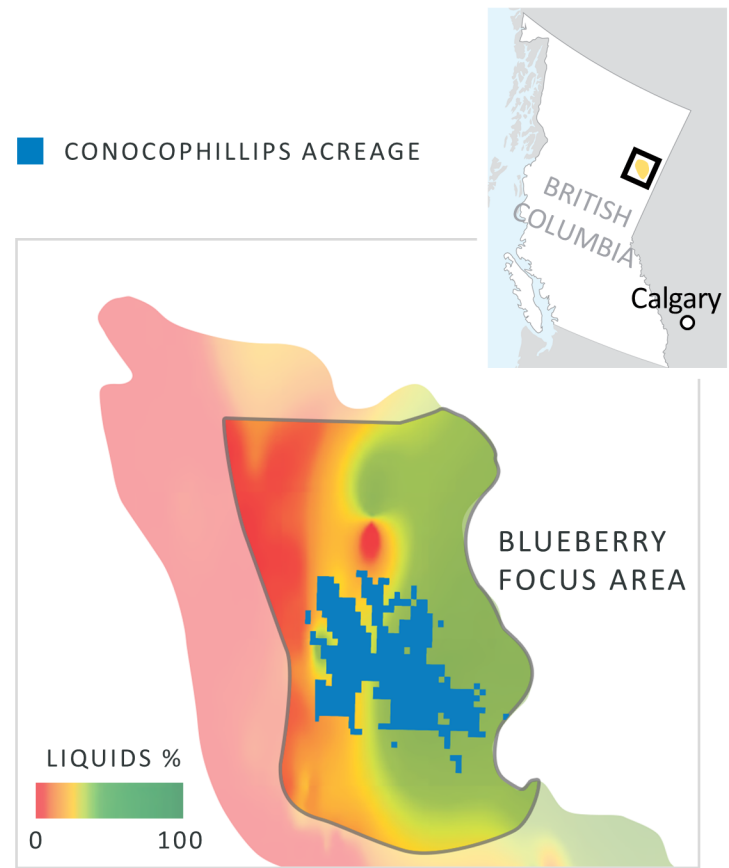 CONOCOPHILLIPS ACREAGE
BRITISH
COLUMBIA
Calgary
BLUEBERRY
FOCUS AREA
LIQUIDS %
0 100